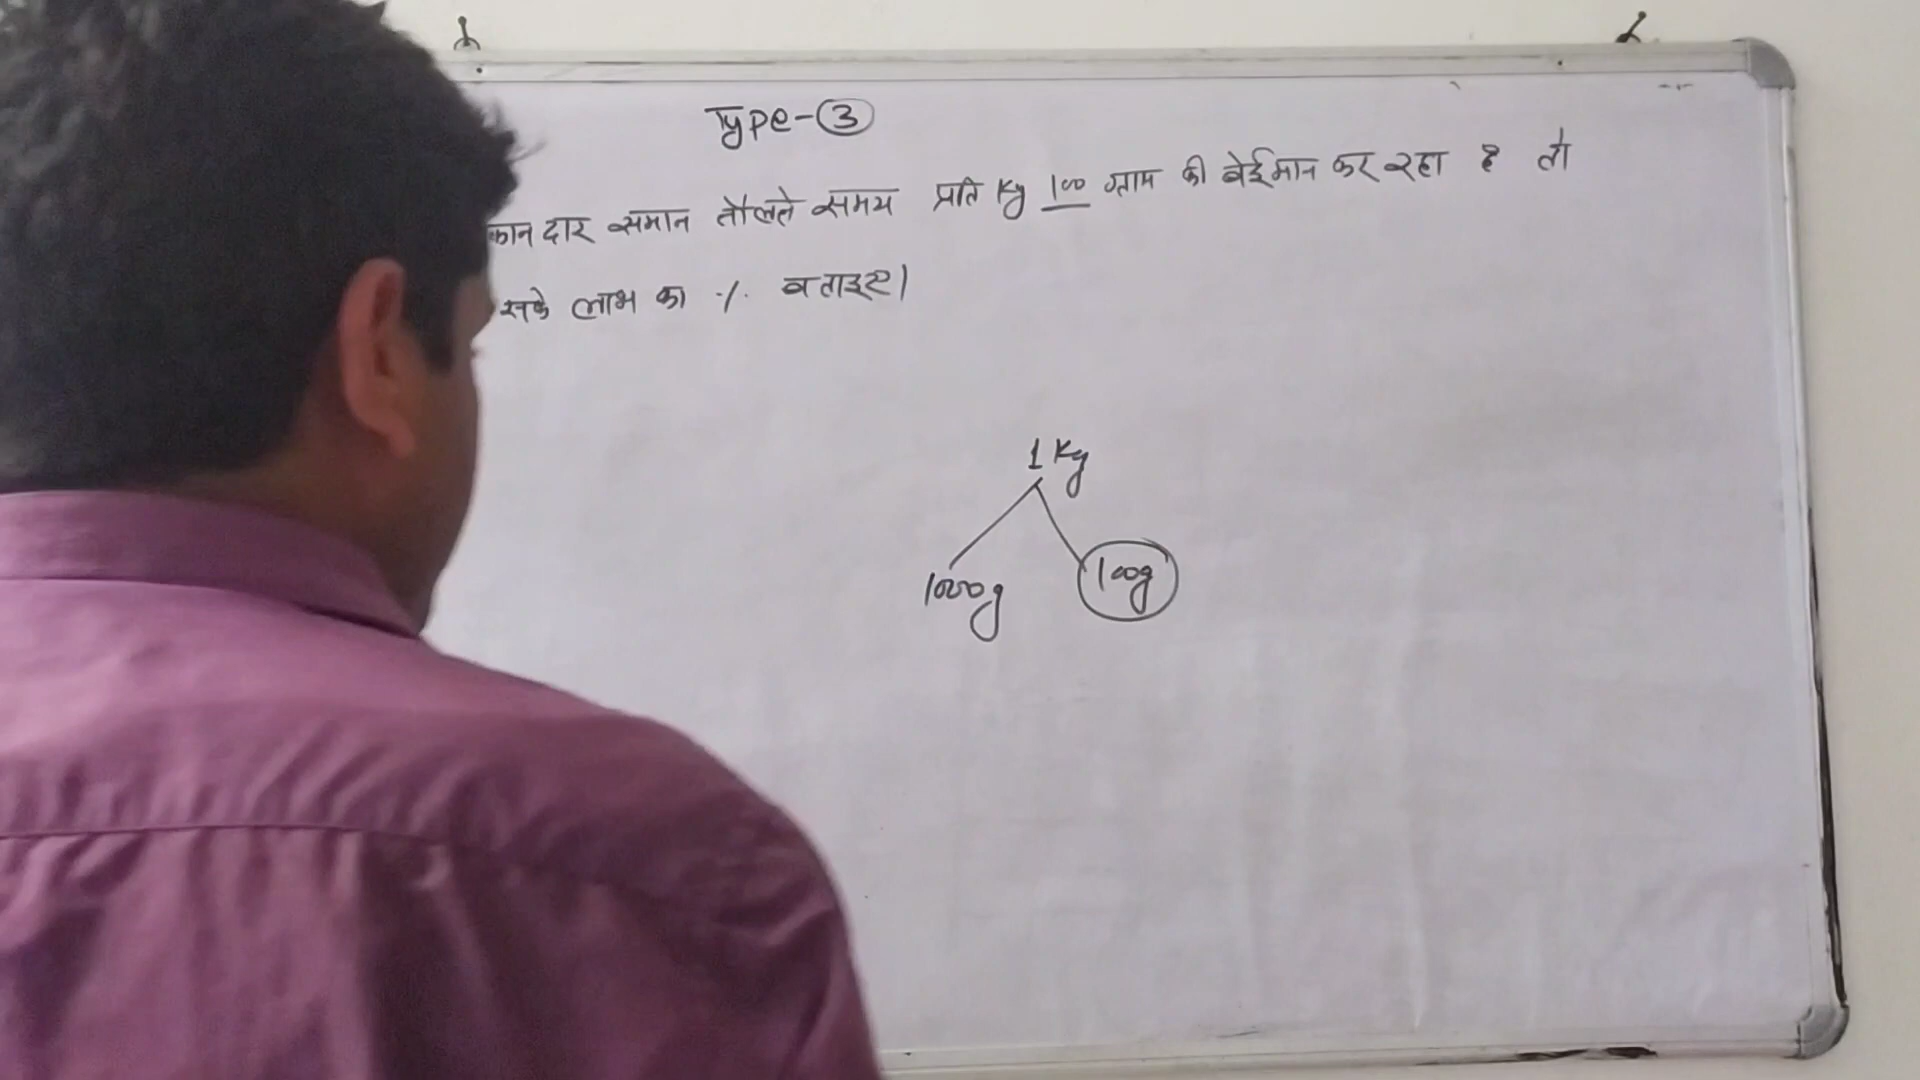 Type-③
कान दार समान तौलते समय प्रति Kg 100 ग्राम की बेईमान कर रहा है तो
सके लाभ का % बताइए।
1 Kg
1000g 100g